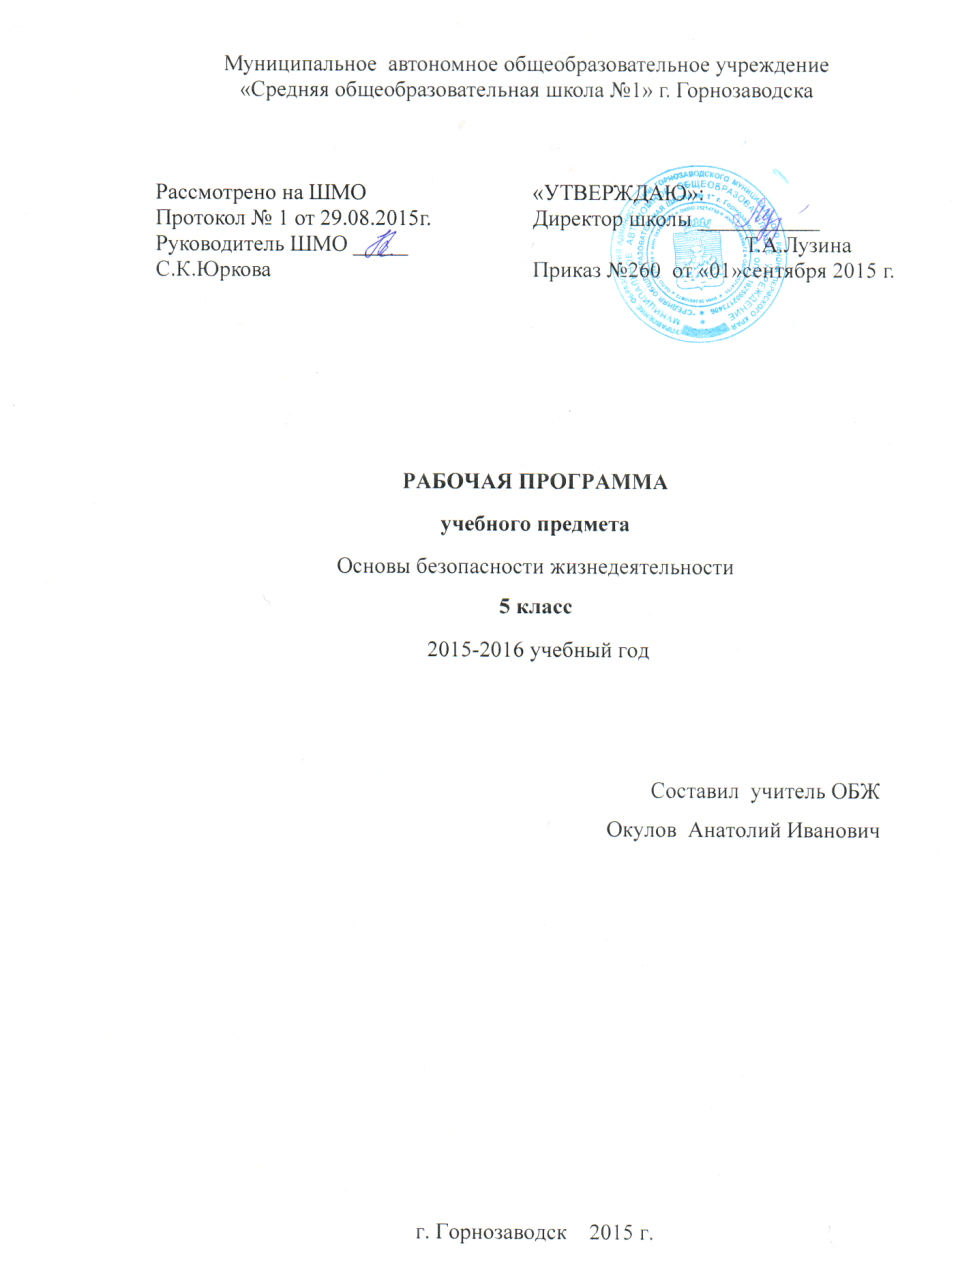 Муниципальное автономное общеобразовательное учреждение
«Средняя общеобразовательная школа №1» г. Горнозаводска
Рассмотрено на ШМО
Протокол № 1 от 29.08.2015г.
Руководитель ШМО
С.К.Юркова
«УТВЕРЖДАЮ»:
Директор школы
Т.А.Лузина
Приказ №260 от «01»сентября 2015 г.
РАБОЧАЯ ПРОГРАММА
учебного предмета
Основы безопасности жизнедеятельности
5 класс
2015-2016 учебный год
Составил учитель ОБЖ
Окулов Анатолий Иванович
г. Горнозаводск 2015 г.